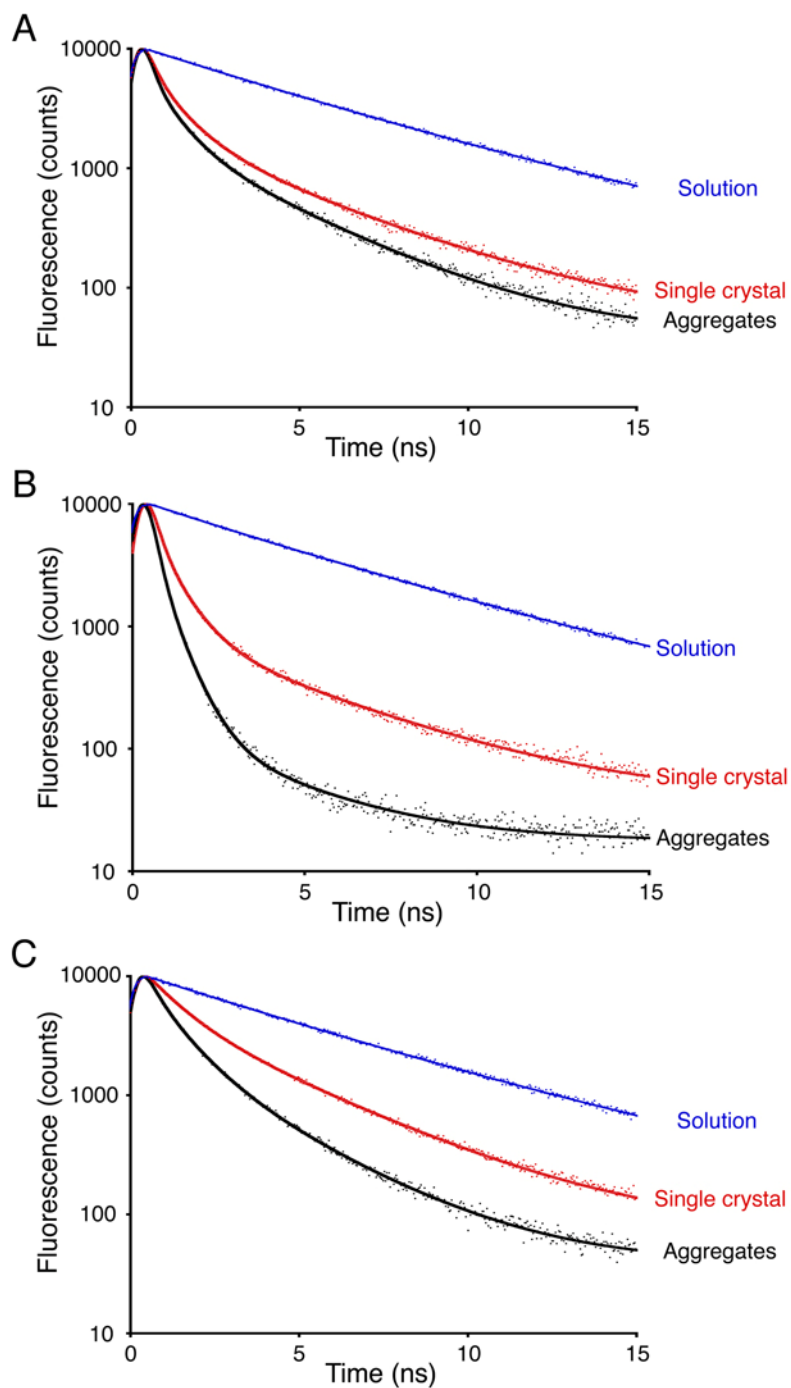 A
Fluorescence (counts)
10000
1000
100
10
Solution
Single crystal
Aggregates
0 5 10 15
Time (ns)
B
Fluorescence (counts)
10000
1000
100
10
Solution
Single crystal
Aggregates
0 5 10 15
Time (ns)
C
Fluorescence (counts)
10000
1000
100
10
Solution
Single crystal
Aggregates
0 5 10 15
Time (ns)